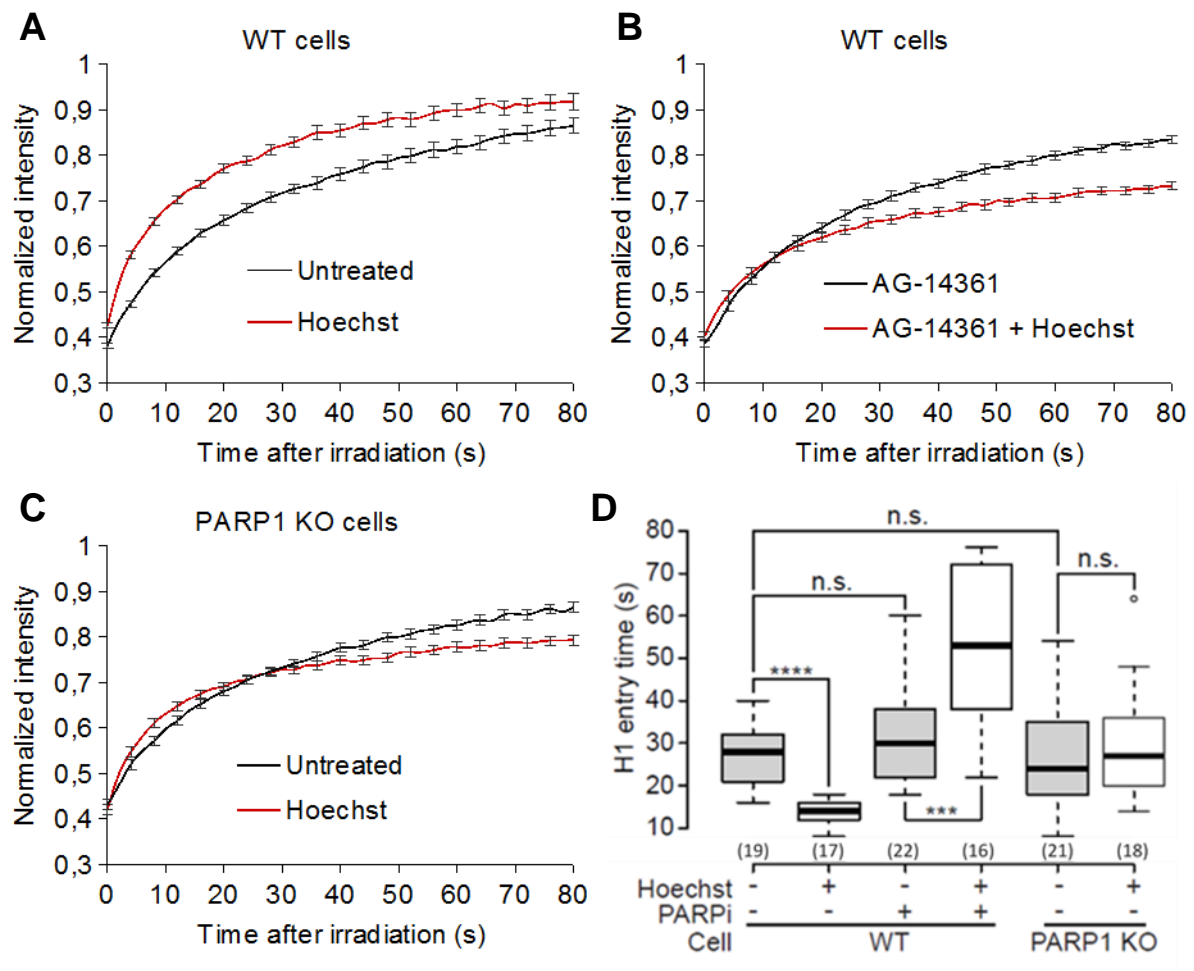 A
WT cells
Normalized intensity
1
0,9
0,8
0,7
0,6
0,5
0,4
0,3
Untreated
Hoechst
0 10 20 30 40 50 60 70 80
Time after irradiation (s)
B
WT cells
Normalized intensity
1
0,9
0,8
0,7
0,6
0,5
0,4
0,3
AG-14361
AG-14361 + Hoechst
0 10 20 30 40 50 60 70 80
Time after irradiation (s)
C
PARP1 KO cells
Normalized intensity
1
0,9
0,8
0,7
0,6
0,5
0,4
0,3
Untreated
Hoechst
0 10 20 30 40 50 60 70 80
Time after irradiation (s)
D
H1 entry time (s)
80
70
60
50
40
30
20
10
n.s.
n.s.
n.s.
****
***
(19) (17) (22) (16) (21) (18)
Hoechst - + - + - +
PARPi - - + + - -
Cell WT PARP1 KO